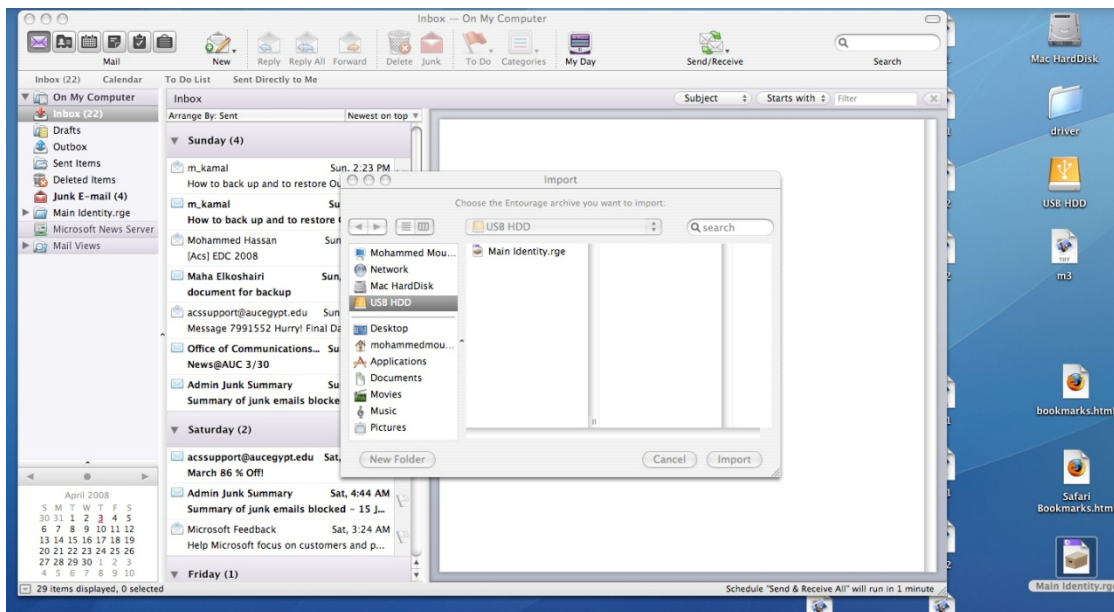 Inbox — On My Computer
Mail
New
Reply
Reply All
Forward
Delete
Junk
To Do
Categories
My Day
Send/Receive
Search
Inbox (22)
Calendar
To Do List
Sent Directly to Me
On My Computer
Inbox (22)
Drafts
Outbox
Sent Items
Deleted Items
Junk E-mail (4)
Main Identity.rge
Microsoft News Server
Mail Views
April 2008
S M T W T F S
30 31 1 2 3 4 5
6 7 8 9 10 11 12
13 14 15 16 17 18 19
20 21 22 23 24 25 26
27 28 29 30 1 2 3
4 5 6 7 8 9 10
Inbox
Subject
Starts with
Filter
Arrange By: Sent
Newest on top
Sunday (4)
m_kamal Sun, 2:23 PM
How to back up and to restore Ou
m_kamal Su
How to back up and to restore
Mohammed Hassan Sun
[Acs] EDC 2008
Maha Elkoshairi Sun,
document for backup
acssupport@aucegypt.edu Sun
Message 7991552 Hurry! Final Da
Office of Communications... Su
News@AUC 3/30
Admin Junk Summary Su
Summary of junk emails blocke
Saturday (2)
acssupport@aucegypt.edu Sat,
March 86 % Off!
Admin Junk Summary Sat, 4:44 AM
Summary of junk emails blocked – 15 J...
Microsoft Feedback Sat, 3:24 AM
Help Microsoft focus on customers and p...
Friday (1)
Import
Choose the Entourage archive you want to import:
USB HDD
search
Mohammed Mou...
Network
Mac HardDisk
USB HDD
Desktop
mohammedmou...
Applications
Documents
Movies
Music
Pictures
Main Identity.rge
New Folder
Cancel
Import
29 items displayed, 0 selected
Schedule "Send & Receive All" will run in 1 minute
Mac HardDisk
driver
USB HDD
TIFF
m3
bookmarks.html
Safari
Bookmarks.htm
Main Identity.rge